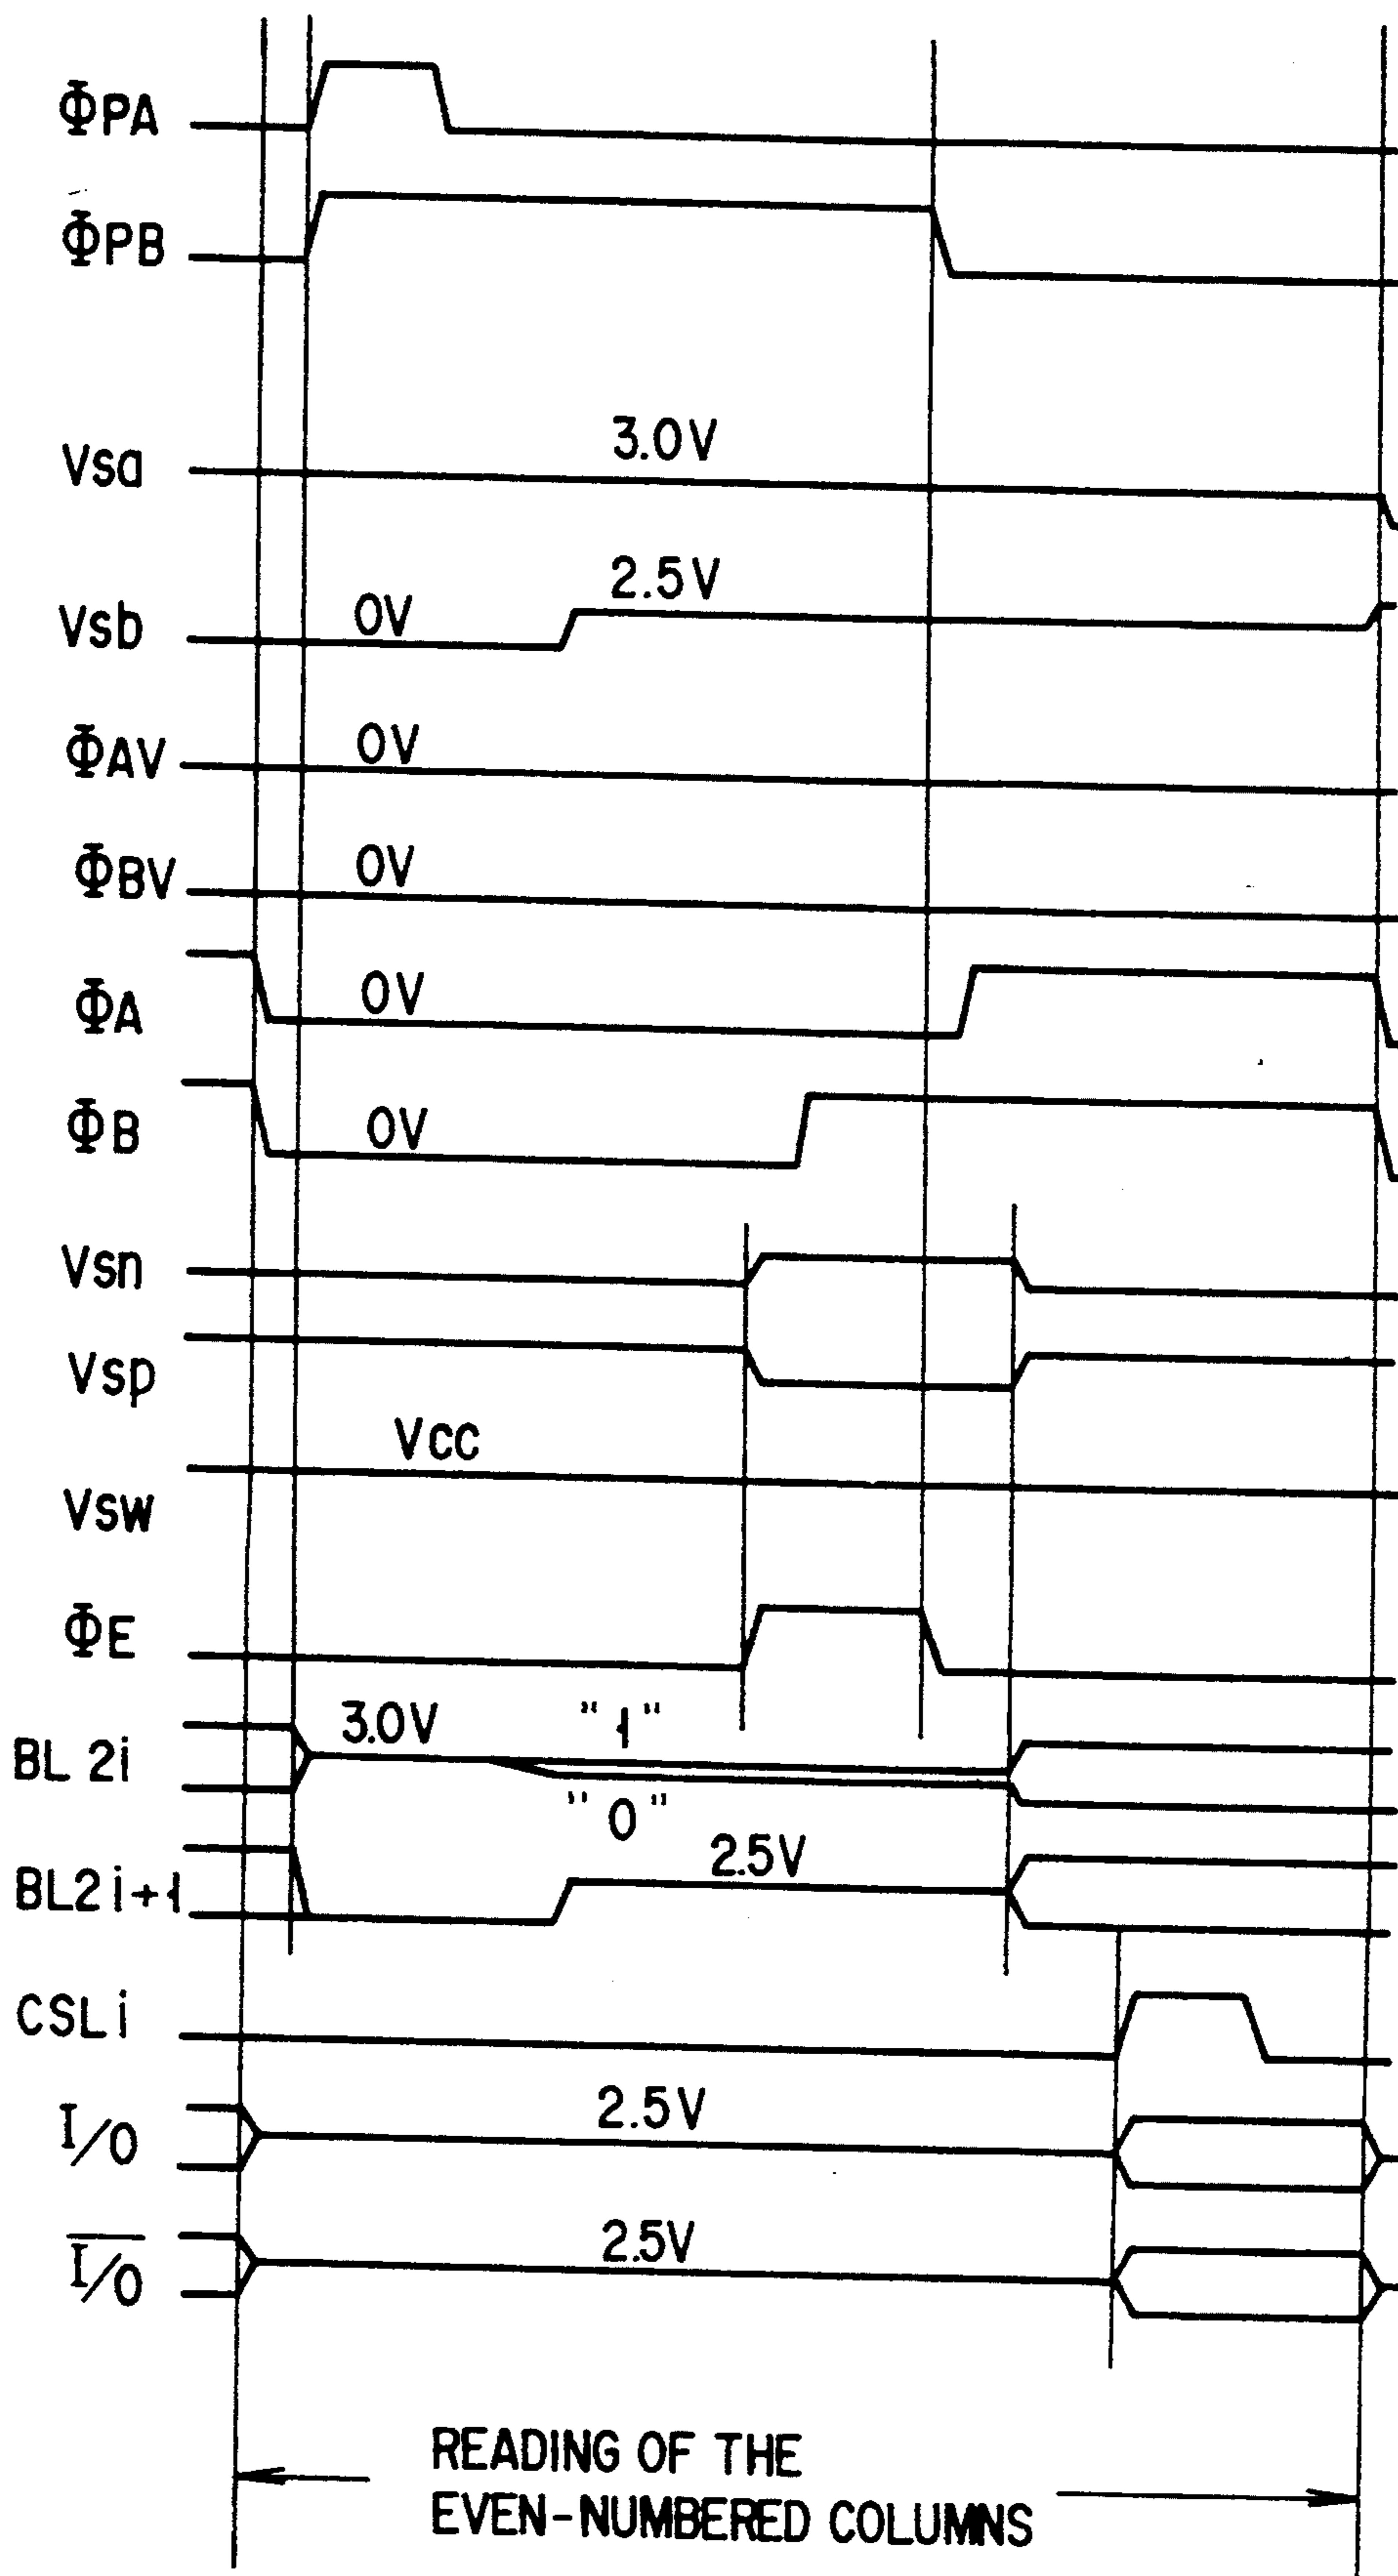 ΦPA
ΦPB
Vsa 3.0V
Vsb 0V 2.5V
ΦAV 0V
ΦBV 0V
ΦA 0V
ΦB 0V
Vsn
Vsp
Vcc
Vsw
ΦE
BL 2i 3.0V "1"
"0"
BL2i+1 2.5V
CSLi
I/O 2.5V
I/O 2.5V
READING OF THE
EVEN-NUMBERED COLUMNS